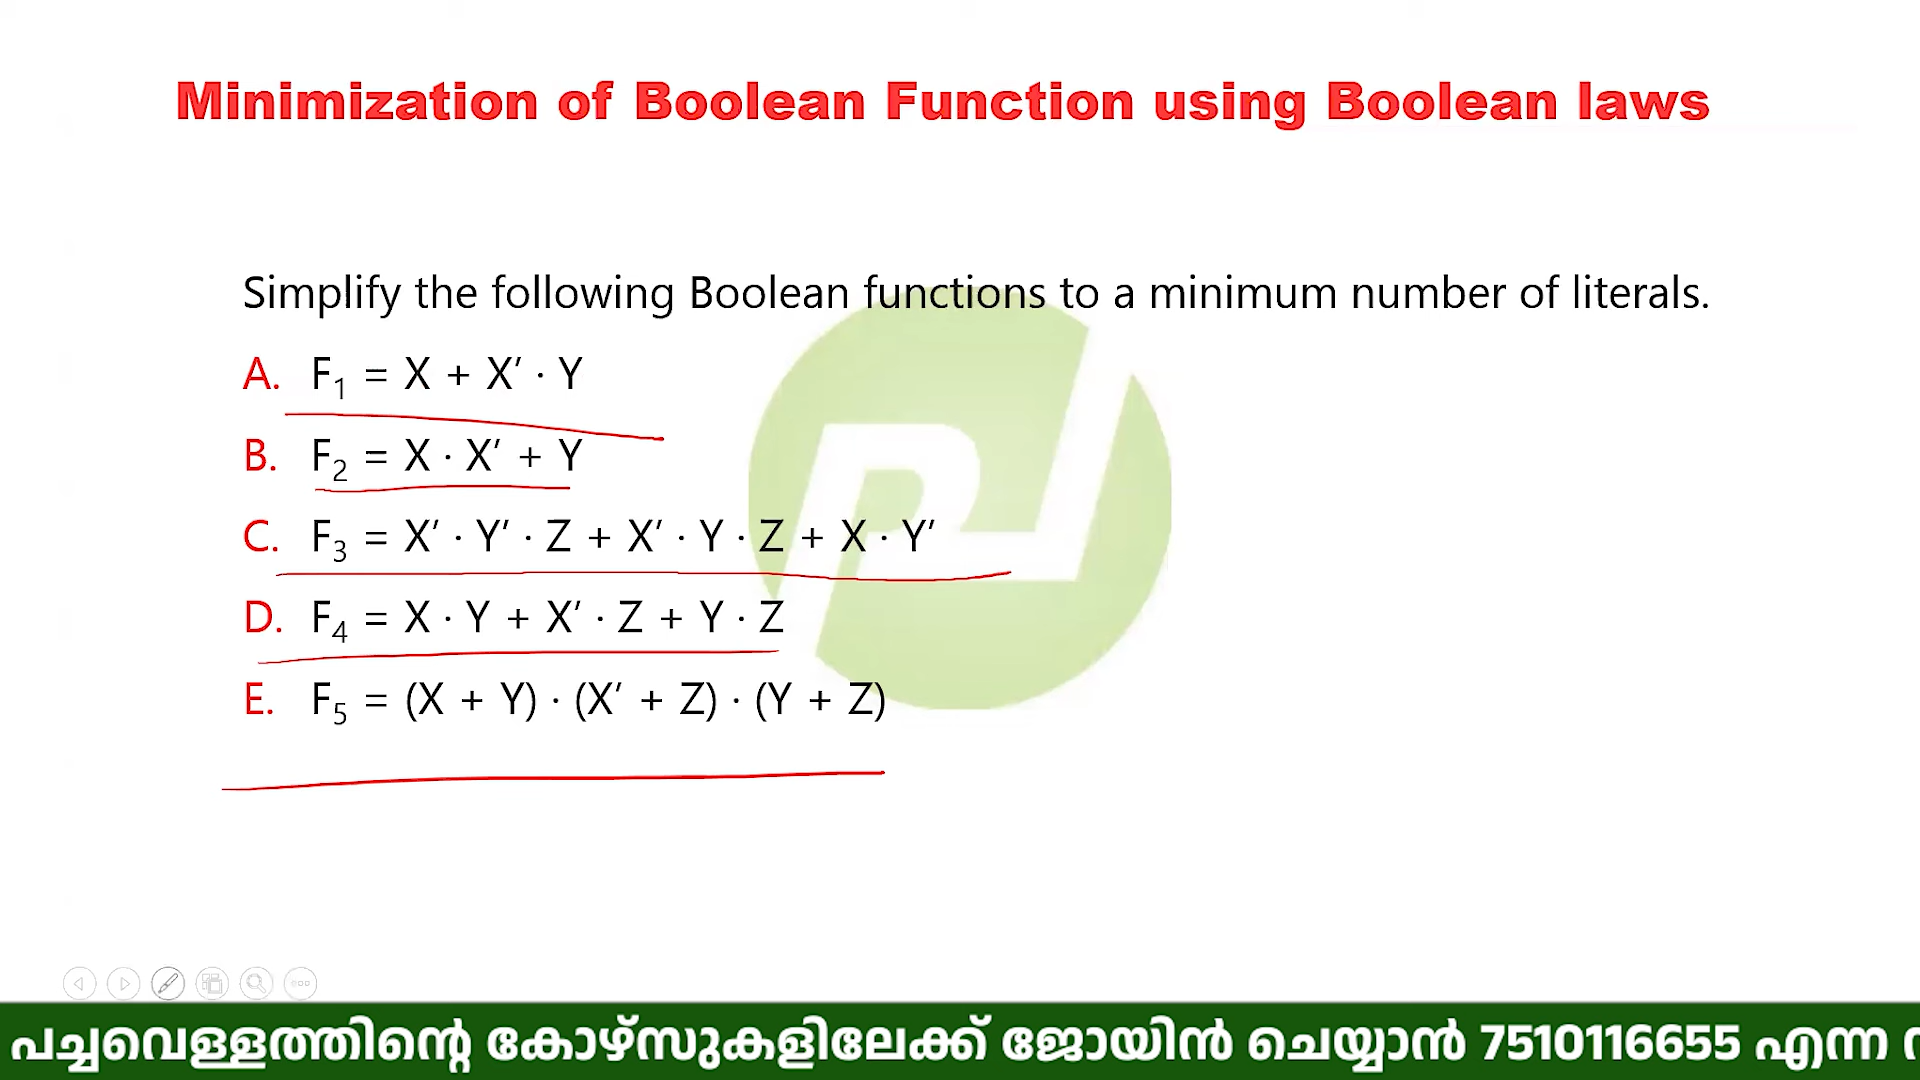 Minimization of Boolean Function using Boolean laws
Simplify the following Boolean functions to a minimum number of literals.
A. F₁ = X + X′ · Y
B. F₂ = X · X′ + Y
C. F₃ = X′ · Y′ · Z + X′ · Y · Z + X · Y′
D. F₄ = X · Y + X′ · Z + Y · Z
E. F₅ = (X + Y) · (X′ + Z) · (Y + Z)
പച്ചവെള്ളത്തിന്റെ കോഴ്സുകളിലേക്ക് ജോയിൻ ചെയ്യാൻ 7510116655 എന്ന